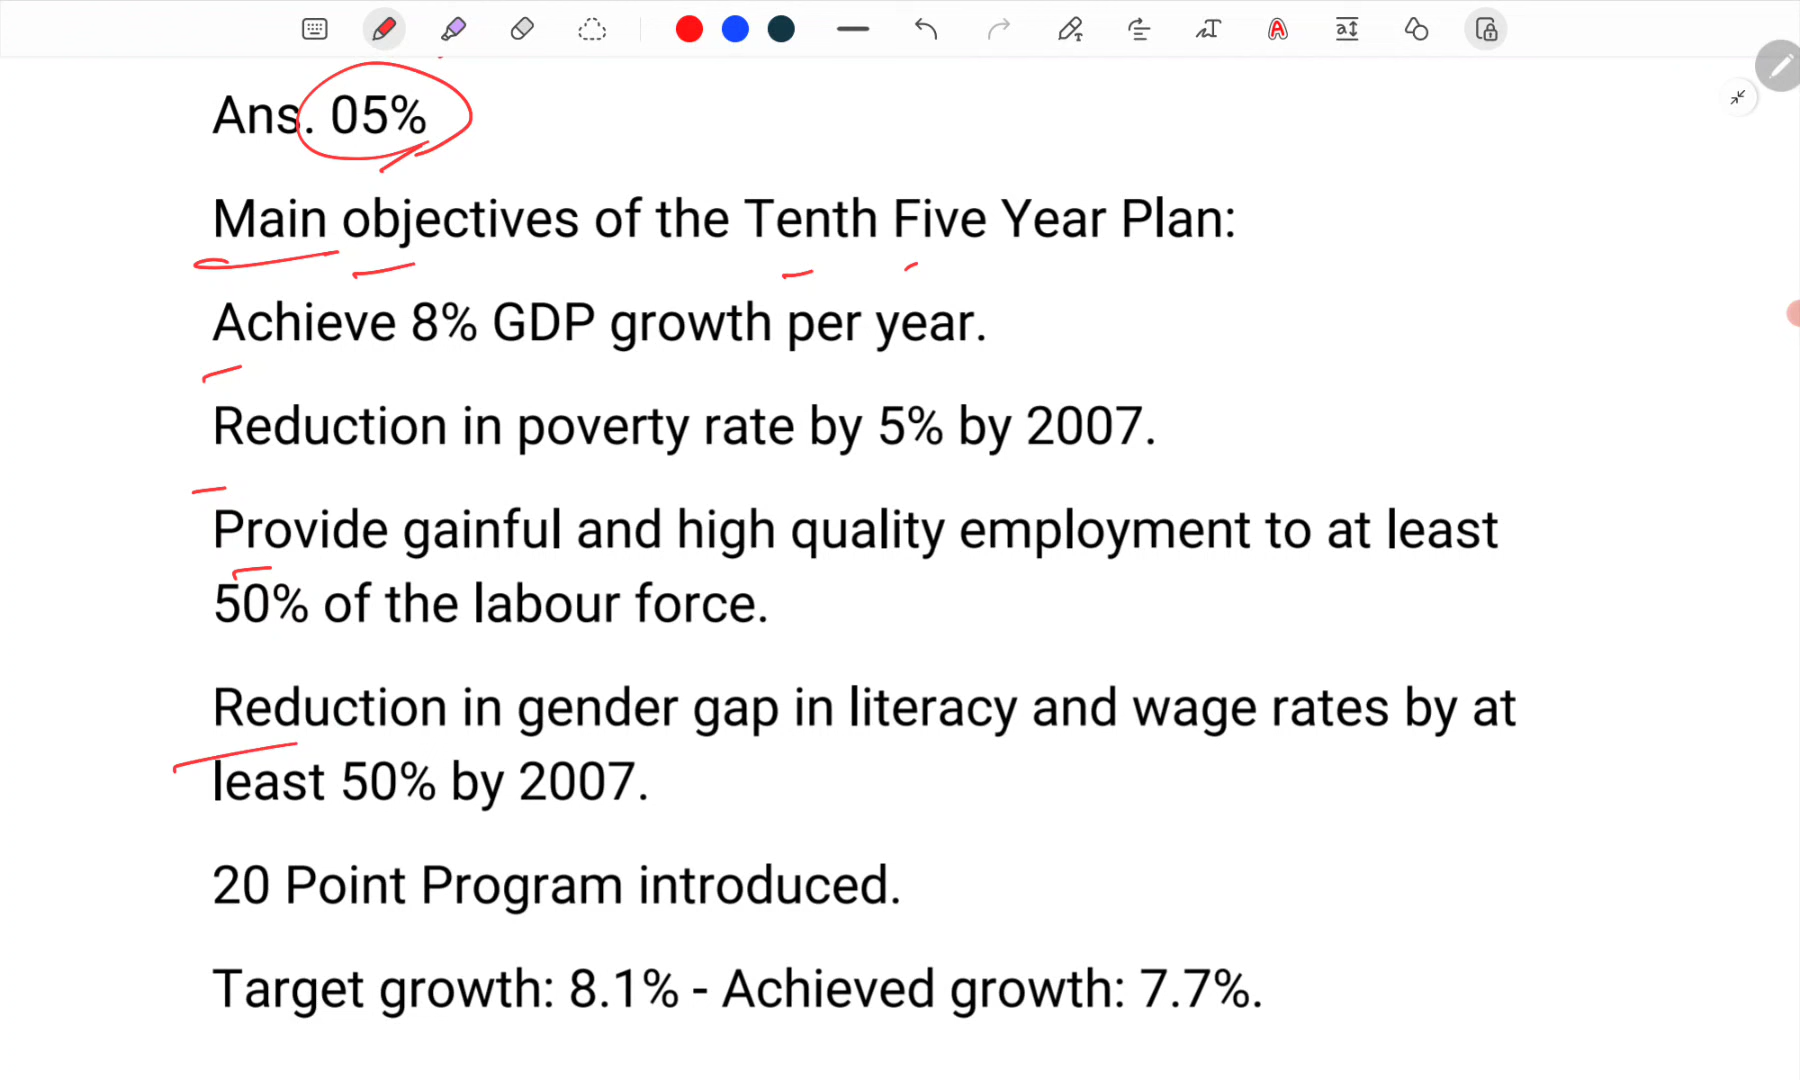 Ans. 05%
Main objectives of the Tenth Five Year Plan:
Achieve 8% GDP growth per year.
Reduction in poverty rate by 5% by 2007.
Provide gainful and high quality employment to at least
50% of the labour force.
Reduction in gender gap in literacy and wage rates by at
least 50% by 2007.
20 Point Program introduced.
Target growth: 8.1% - Achieved growth: 7.7%.